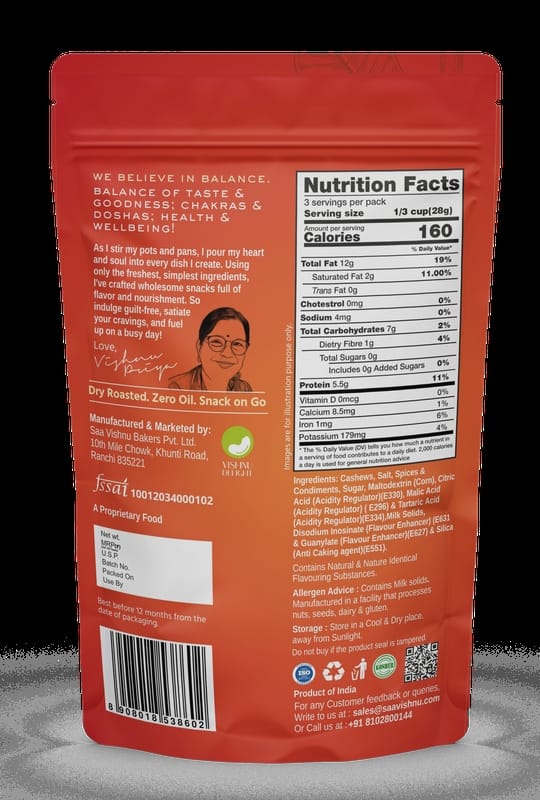 WE BELIEVE IN BALANCE.
BALANCE OF TASTE &
GOODNESS; CHAKRAS &
DOSHAS; HEALTH &
WELLBEING!
As I stir my pots and pans, I pour my heart
and soul into every dish I create. Using
only the freshest, simplest ingredients,
I've crafted wholesome snacks full of
flavor and nourishment. So
indulge guilt-free, satiate
your cravings, and fuel
up on a busy day!
Love,
Vishnu
Priya
Dry Roasted. Zero Oil. Snack on Go
Manufactured & Marketed by:
Saa Vishnu Bakers Pvt. Ltd.
10th Mile Chowk, Khunti Road,
Ranchi 835221
VISHNU
DELIGHT
fssai 10012034000102
A Proprietary Food
Net wt.
MRP
U.S.P
Batch No.
Packed On
Use By
Best before 12 months from the
date of packaging.
8 908018 538602
Images are for illustration purpose only.
Nutrition Facts
3 servings per pack
Serving size 1/3 cup(28g)
Amount per serving
Calories 160
% Daily Value*
Total Fat 12g 19%
Saturated Fat 2g 11.00%
Trans Fat 0g
Chotestrol 0mg 0%
Sodium 4mg 0%
Total Carbohydrates 7g 2%
Dietry Fibre 1g 4%
Total Sugars 0g
Includes 0g Added Sugars 0%
Protein 5.5g 11%
Vitamin D 0mcg 0%
Calcium 8.5mg 1%
Iron 1mg 6%
Potassium 179mg 4%
* The % Daily Value (DV) tells you how much a nutrient in
a serving of food contributes to a daily diet. 2,000 calories
a day is used for general nutrition advice
Ingredients: Cashews, Salt, Spices &
Condiments, Sugar, Maltodextrin (Corn), Citric
Acid (Acidity Regulator)(E330), Malic Acid
(Acidity Regulator) ( E296) & Tartaric Acid
(Acidity Regulator)(E334),Milk Solids,
Disodium Inosinate (Flavour Enhancer) (E631
& Guanylate (Flavour Enhancer)(E627) & Silica
(Anti Caking agent)(E551).
Contains Natural & Nature Identical
Flavouring Substances.
Allergen Advice : Contains Milk solids.
Manufactured in a facility that processes
nuts, seeds, dairy & gluten.
Storage : Store in a Cool & Dry place,
away from Sunlight.
Do not buy if the product seal is tampered.
ISO
KOSHER
Product of India
For any Customer feedback or queries,
Write to us at : sales@saavishnu.com
Or Call us at :+91 8102800144